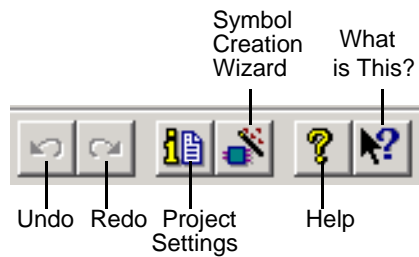 Symbol
Creation
Wizard
What
is This?
Undo
Redo
Project
Settings
Help